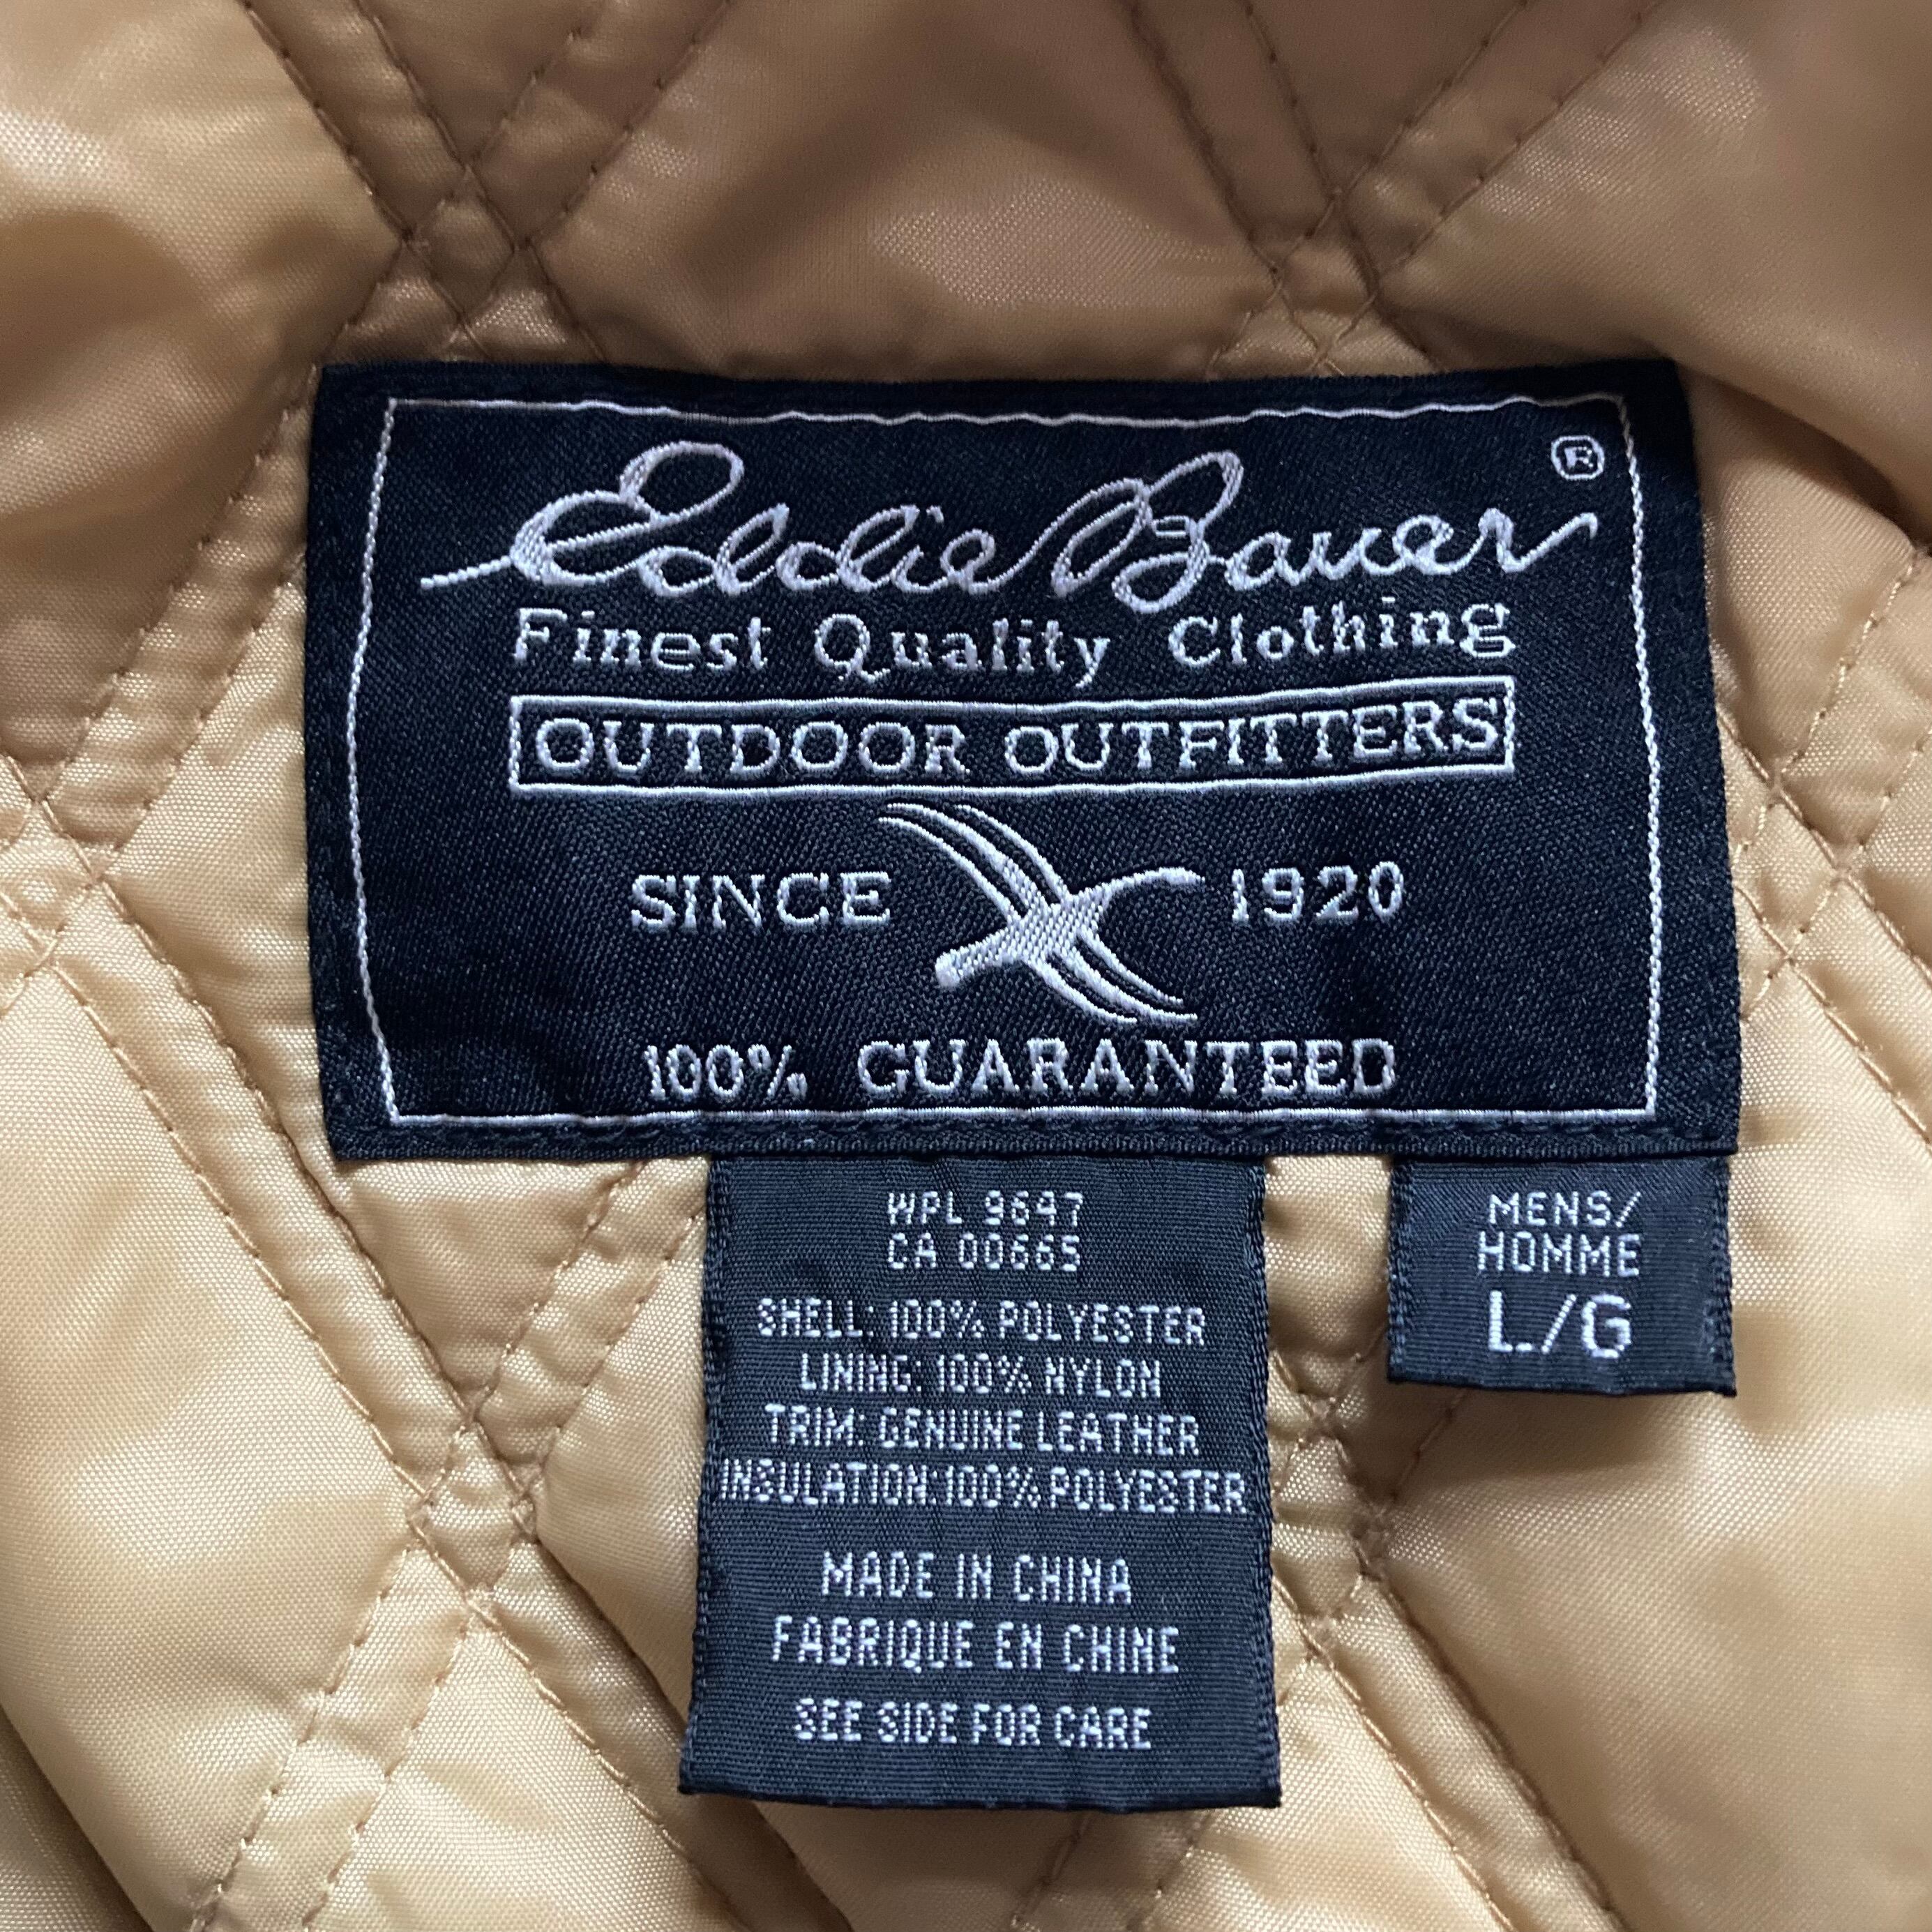 Eddie Bauer ®
Finest Quality Clothing
OUTDOOR OUTFITTERS
SINCE 1920
100% GUARANTEED
WPL 9647
CA 00665
SHELL: 100% POLYESTER
LINING: 100% NYLON
TRIM: GENUINE LEATHER
INSULATION:100% POLYESTER
MADE IN CHINA
FABRIQUE EN CHINE
SEE SIDE FOR CARE
MENS/
HOMME
L/G